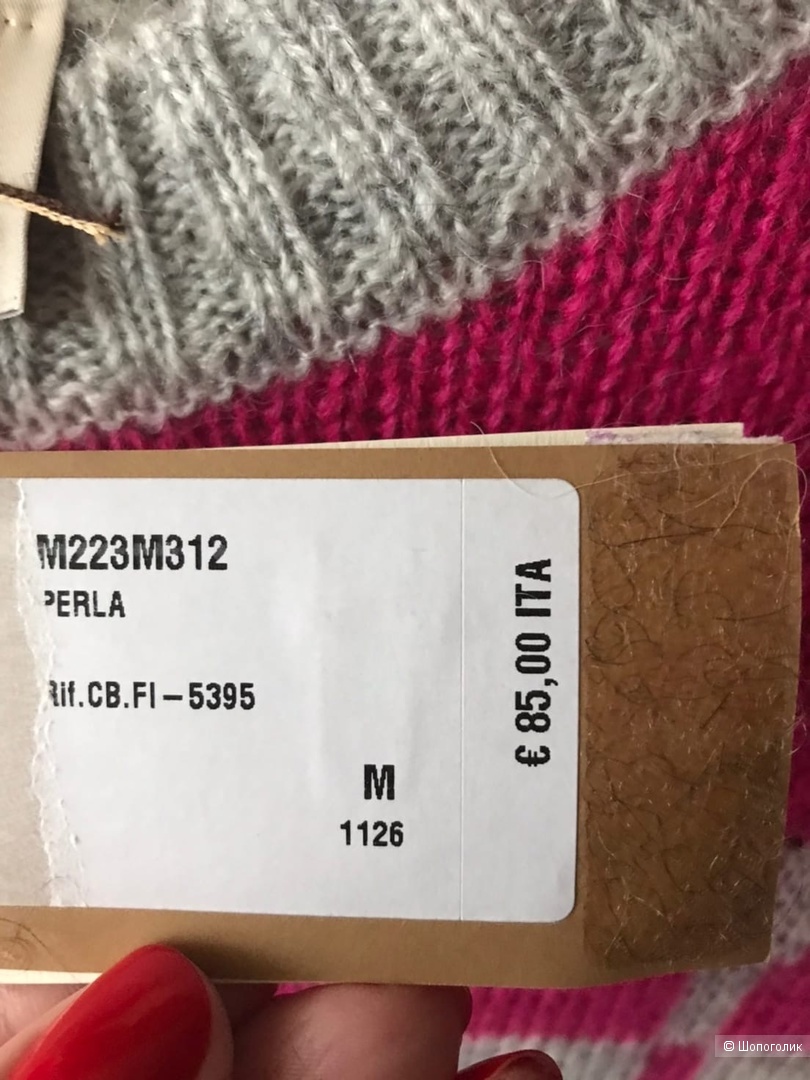 M223M312
PERLA
Rif.CB.FI-5395
M
1126
€ 85,00 ITA
© Шопоголик